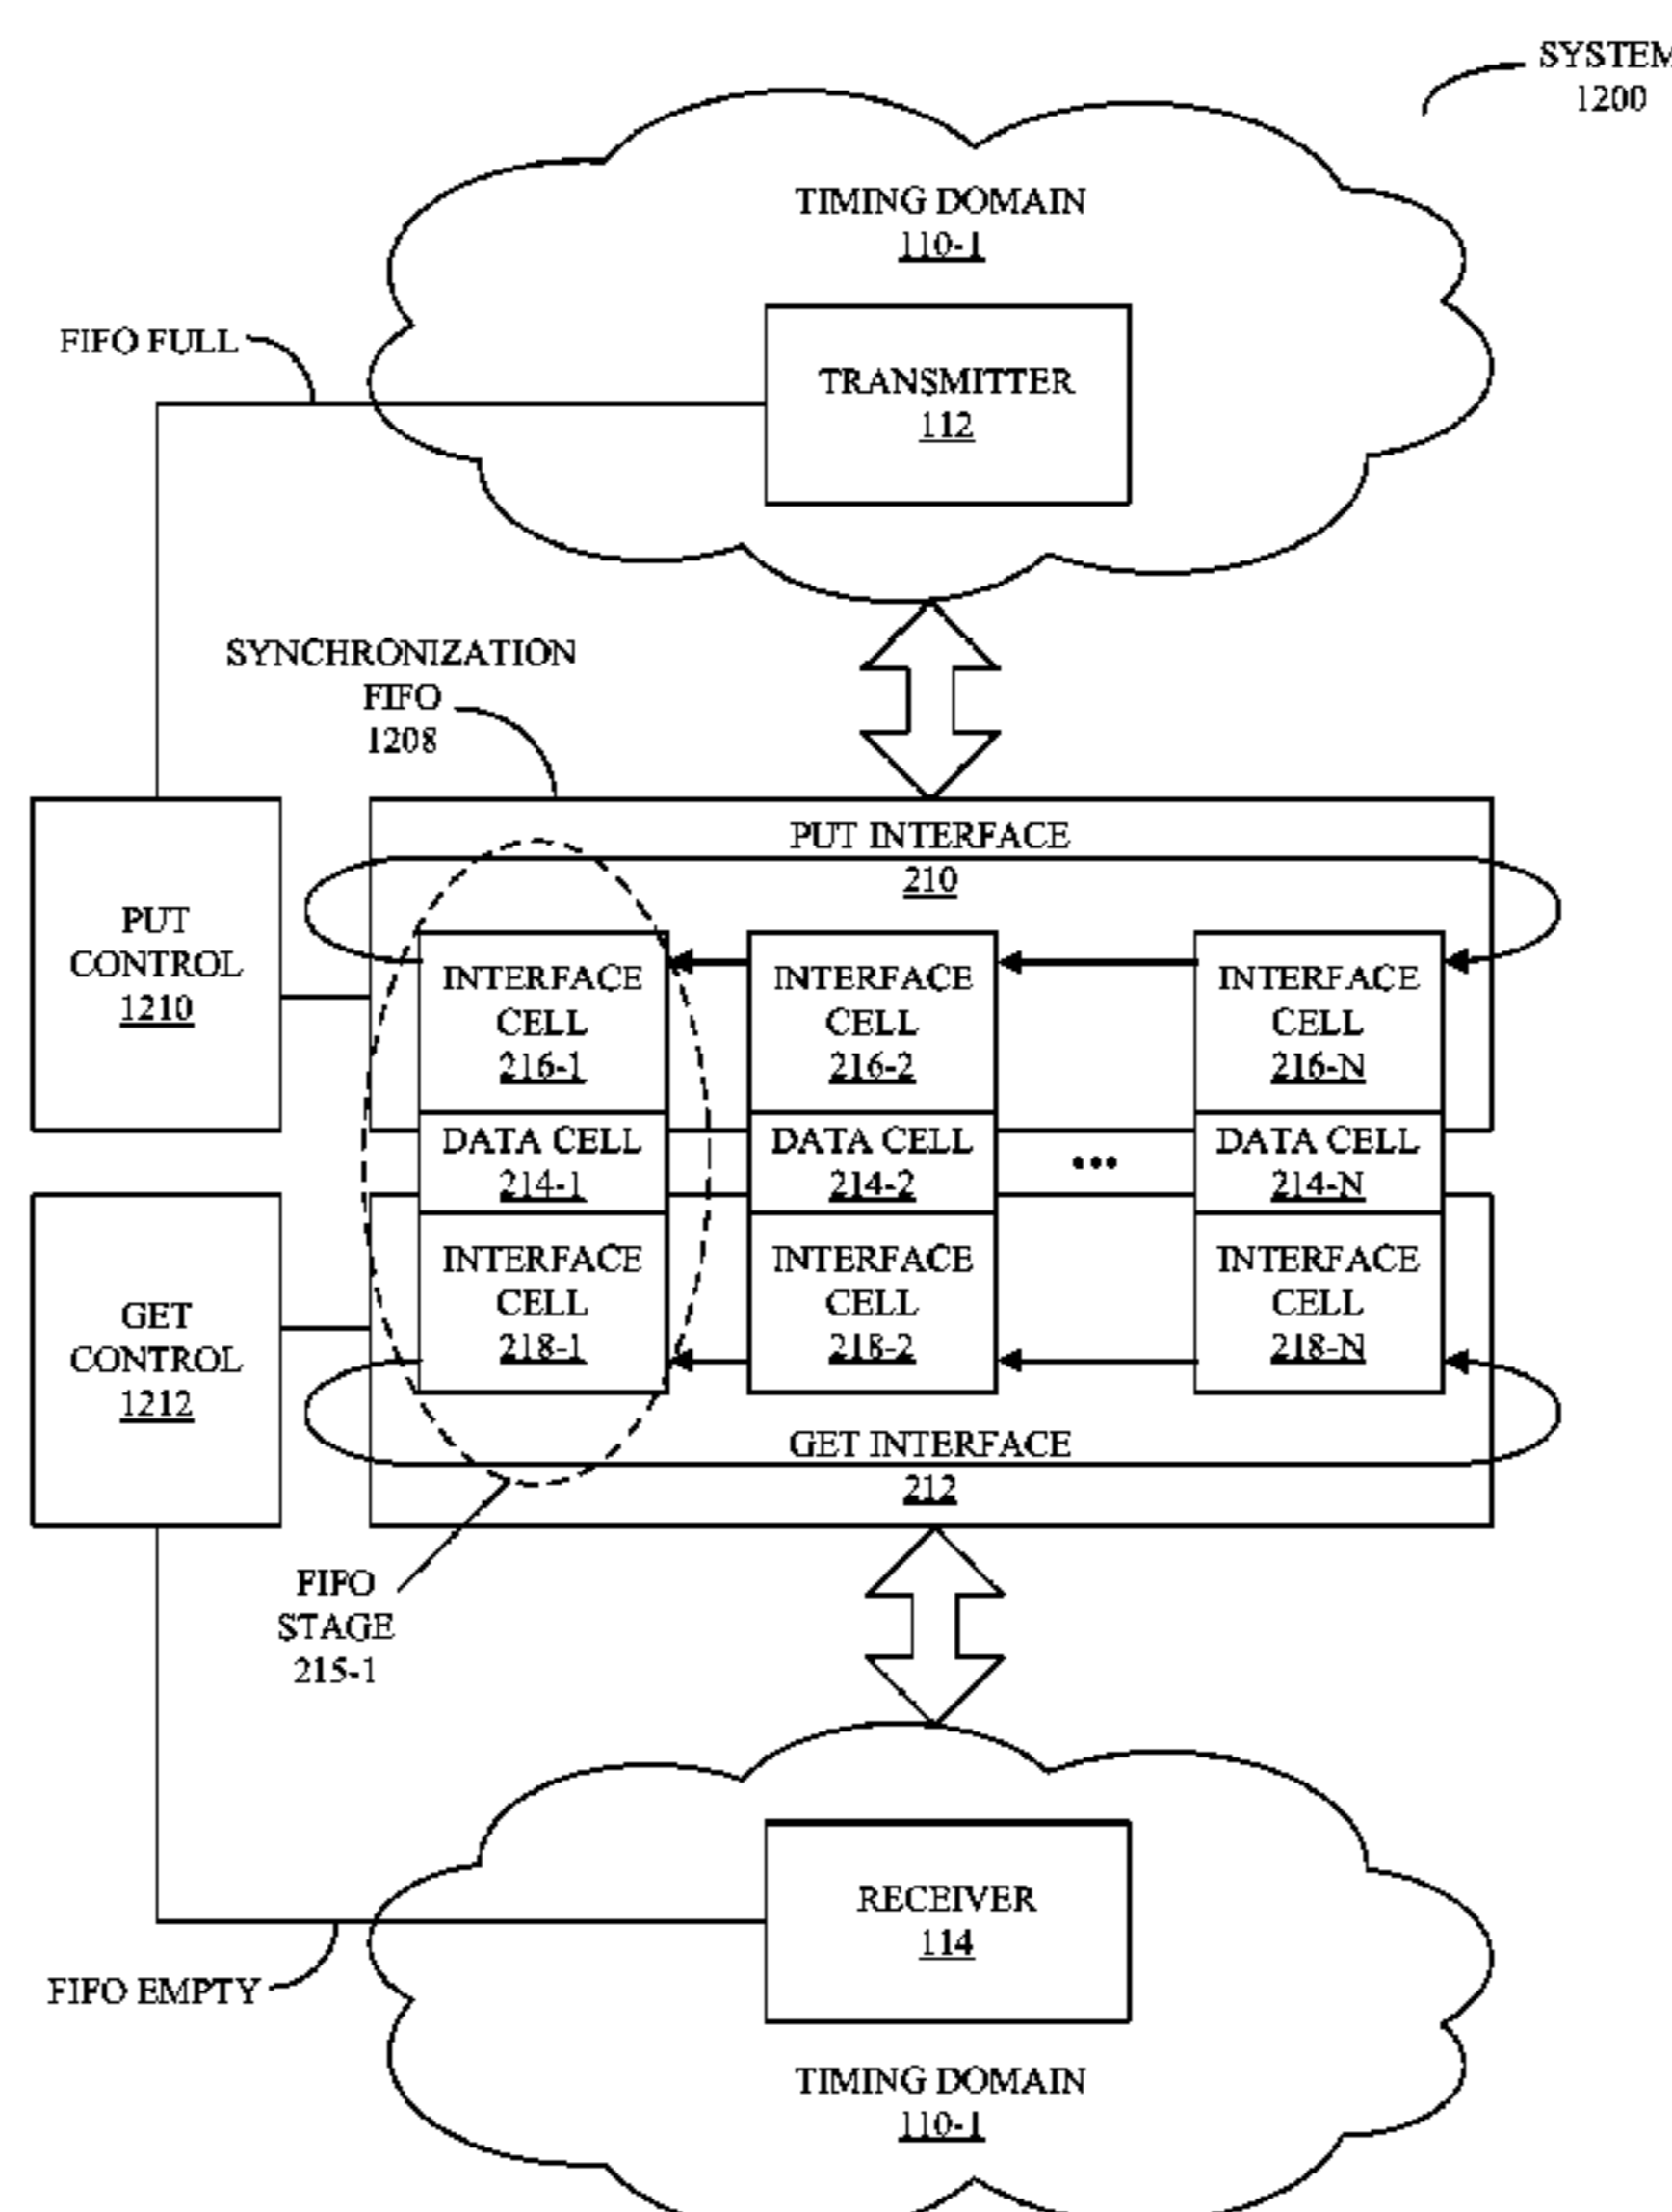 SYSTEM
1200
TIMING DOMAIN
110-1
FIFO FULL
TRANSMITTER
112
SYNCHRONIZATION
FIFO
1208
PUT INTERFACE
210
PUT
CONTROL
1210
INTERFACE
CELL
216-1
INTERFACE
CELL
216-2
INTERFACE
CELL
216-N
DATA CELL
214-1
DATA CELL
214-2
•••
DATA CELL
214-N
GET
CONTROL
1212
INTERFACE
CELL
218-1
INTERFACE
CELL
218-2
INTERFACE
CELL
218-N
GET INTERFACE
212
FIFO
STAGE
215-1
RECEIVER
114
FIFO EMPTY
TIMING DOMAIN
110-1